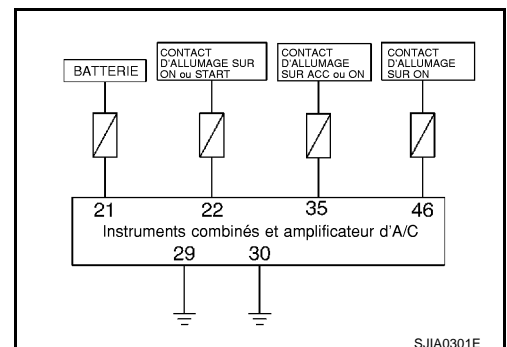 BATTERIE
CONTACT
D'ALLUMAGE SUR
ON ou START
CONTACT
D'ALLUMAGE
SUR ACC ou ON
CONTACT
D'ALLUMAGE
SUR ON
21 22 35 46
Instruments combinés et amplificateur d'A/C
29 30
SJIA0301E